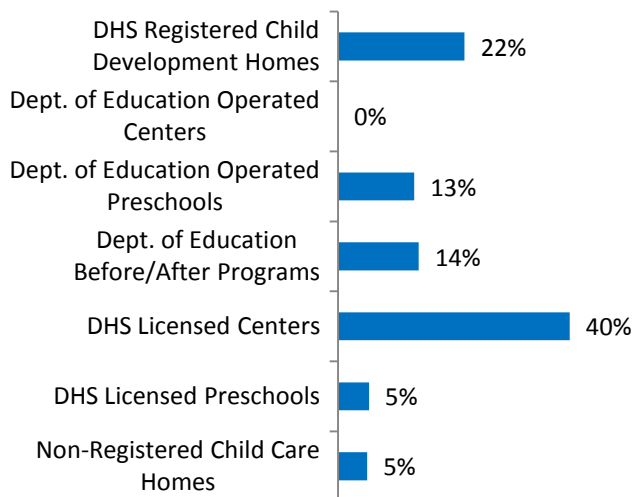 DHS Registered Child
Development Homes
22%
Dept. of Education Operated
Centers
0%
Dept. of Education Operated
Preschools
13%
Dept. of Education
Before/After Programs
14%
DHS Licensed Centers
40%
DHS Licensed Preschools
5%
Non-Registered Child Care
Homes
5%